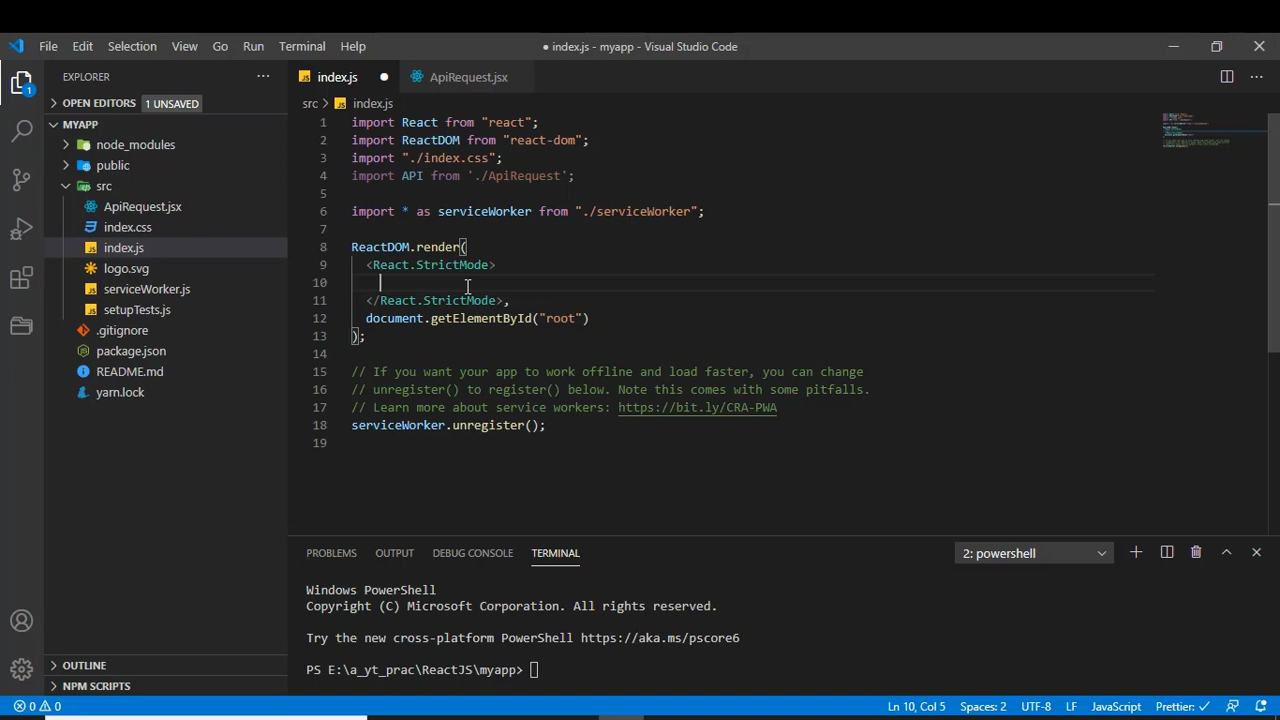 File Edit Selection View Go Run Terminal Help
● index.js - myapp - Visual Studio Code
EXPLORER
index.js
ApiRequest.jsx
OPEN EDITORS 1 UNSAVED
src > index.js
MYAPP
node_modules
public
src
ApiRequest.jsx
index.css
index.js
logo.svg
serviceWorker.js
setupTests.js
.gitignore
package.json
README.md
yarn.lock
OUTLINE
NPM SCRIPTS
1
1 import React from "react";
2 import ReactDOM from "react-dom";
3 import "./index.css";
4 import API from './ApiRequest';
5
6 import * as serviceWorker from "./serviceWorker";
7
8 ReactDOM.render(
9 <React.StrictMode>
10
11 </React.StrictMode>,
12 document.getElementById("root")
13 );
14
15 // If you want your app to work offline and load faster, you can change
16 // unregister() to register() below. Note this comes with some pitfalls.
17 // Learn more about service workers: https://bit.ly/CRA-PWA
18 serviceWorker.unregister();
19
PROBLEMS OUTPUT DEBUG CONSOLE TERMINAL
2: powershell
Windows PowerShell
Copyright (C) Microsoft Corporation. All rights reserved.
Try the new cross-platform PowerShell https://aka.ms/pscore6
PS E:\a_yt_prac\ReactJS\myapp>
0 0
Ln 10, Col 5 Spaces: 2 UTF-8 LF JavaScript Prettier: ✓